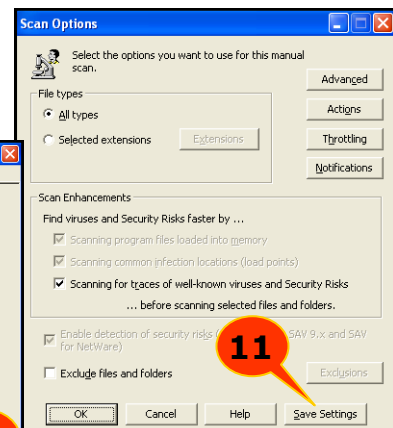 Scan Options
Select the options you want to use for this manual
scan.
Advanced
File types
All types
Actions
Selected extensions
Extensions
Throttling
Notifications
Scan Enhancements
Find viruses and Security Risks faster by ...
Scanning program files loaded into memory
Scanning common infection locations (load points)
Scanning for traces of well-known viruses and Security Risks
... before scanning selected files and folders.
Enable detection of security risks ( SAV 9.x and SAV
for NetWare)
11
Exclude files and folders
Exclusions
OK
Cancel
Help
Save Settings